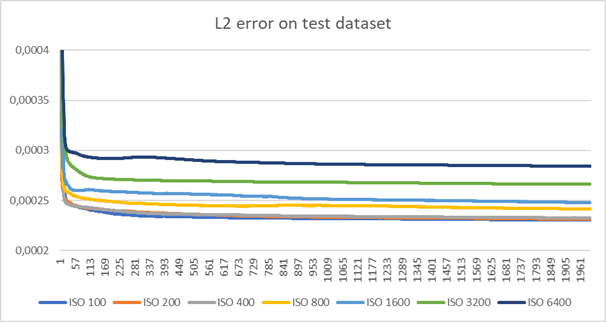 L2 error on test dataset
0,0004
0,00035
0,0003
0,00025
0,0002
1 57 113 169 225 281 337 393 449 505 561 617 673 729 785 841 897 953 1009 1065 1121 1177 1233 1289 1345 1401 1457 1513 1569 1625 1681 1737 1793 1849 1905 1961
ISO 100 ISO 200 ISO 400 ISO 800 ISO 1600 ISO 3200 ISO 6400